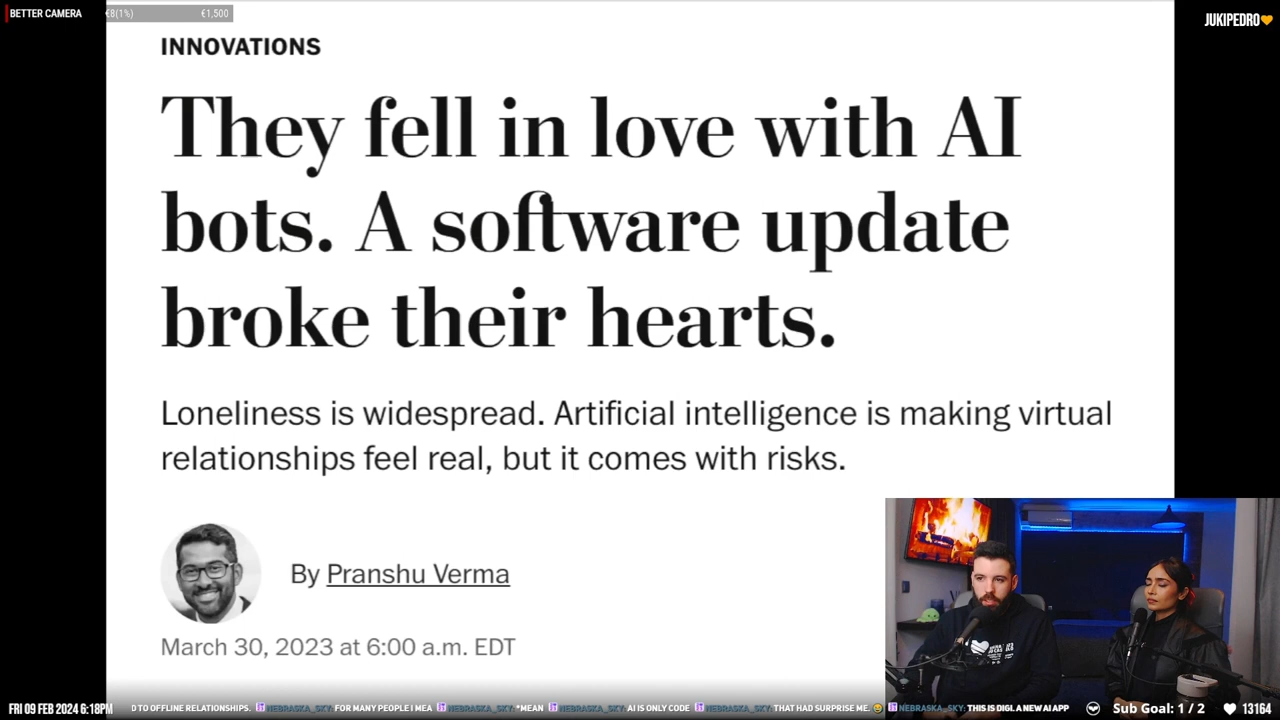 BETTER CAMERA
€8(1%) €1,500
JUKIPEDRO🧡
INNOVATIONS
They fell in love with AI
bots. A software update
broke their hearts.
Loneliness is widespread. Artificial intelligence is making virtual
relationships feel real, but it comes with risks.
By Pranshu Verma
March 30, 2023 at 6:00 a.m. EDT
FRI 09 FEB 2024 6:18PM D TO OFFLINE RELATIONSHIPS. NEBRASKA_SKY: FOR MANY PEOPLE I MEA NEBRASKA_SKY: *MEAN NEBRASKA_SKY: AI IS ONLY CODE NEBRASKA_SKY: THAT HAD SURPRISE ME. 😂 NEBRASKA_SKY: THIS IS DIGI. A NEW AI APP Sub Goal: 1 / 2 13164